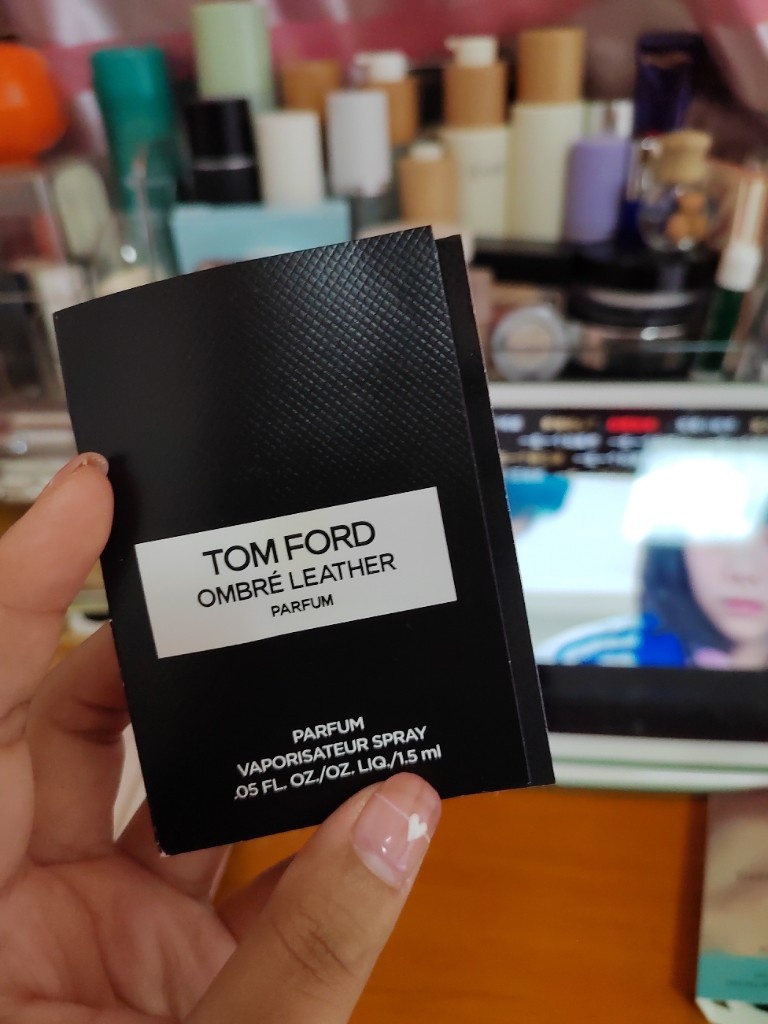 TOM FORD
OMBRÉ LEATHER
PARFUM
PARFUM
VAPORISATEUR SPRAY
.05 FL. OZ./OZ. LIQ./1.5 ml